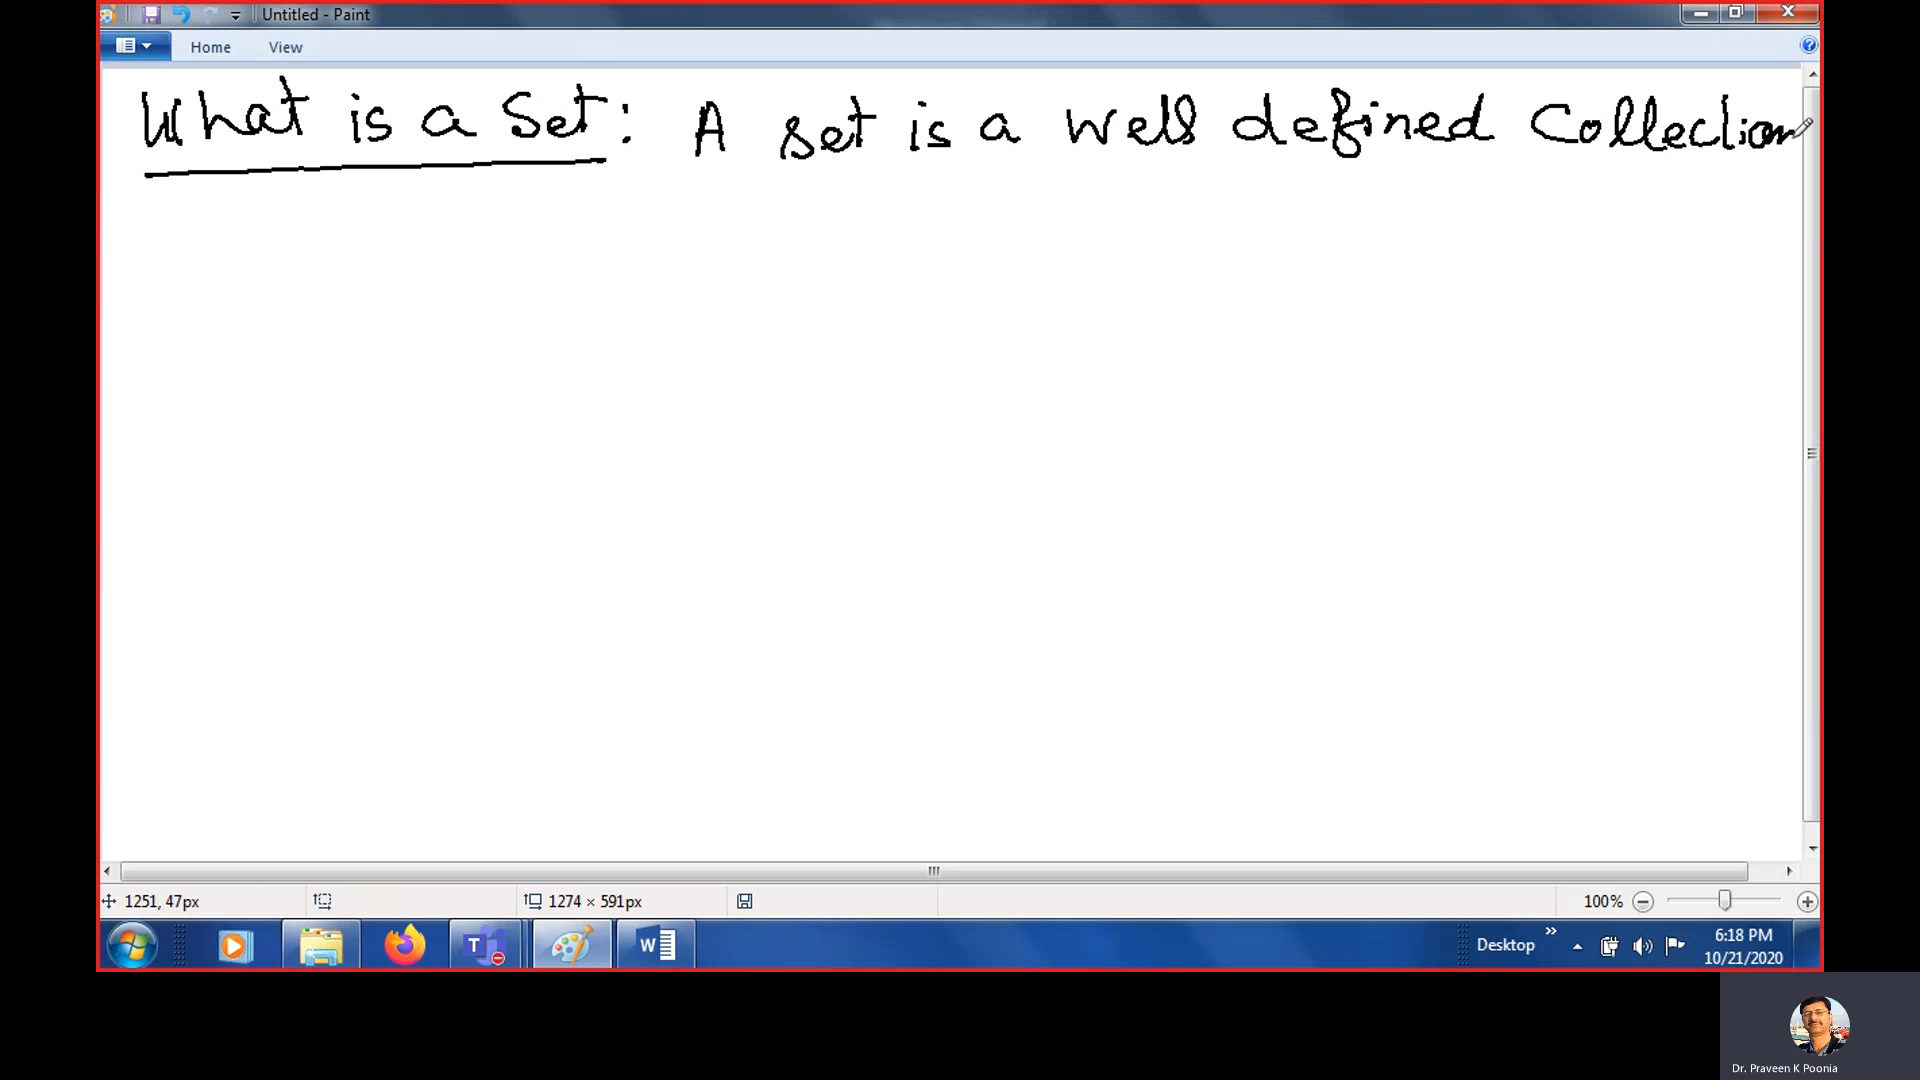 Untitled - Paint
Home View
What is a Set: A set is a well defined Collection
1251, 47px 1274 × 591px 100%
Desktop 6:18 PM
10/21/2020
Dr. Praveen K Poonia